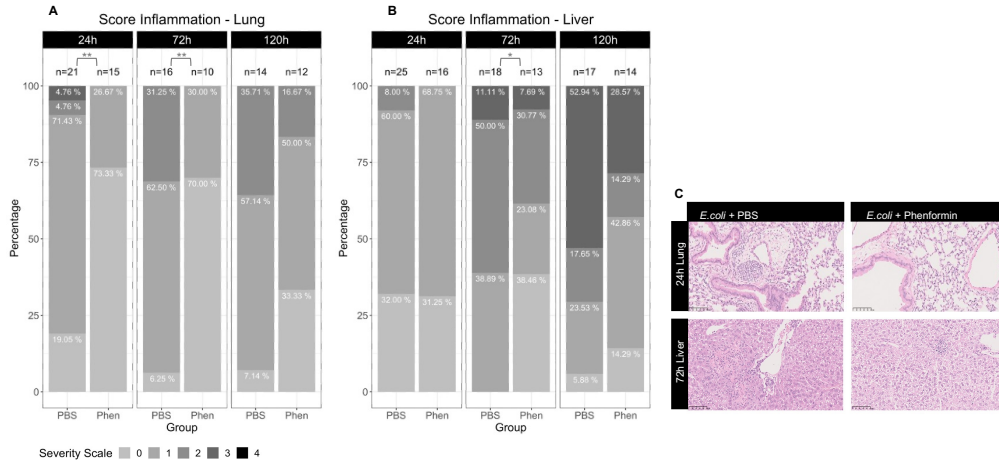 A
Score Inflammation - Lung
24h
72h
120h
**
**
n=21
n=15
n=16
n=10
n=14
n=12
100
75
50
25
0
Percentage
4.76 %
4.76 %
71.43 %
19.05 %
26.67 %
73.33 %
31.25 %
62.50 %
6.25 %
30.00 %
70.00 %
35.71 %
57.14 %
7.14 %
16.67 %
50.00 %
33.33 %
PBS
Phen
PBS
Phen
PBS
Phen
Group
B
Score Inflammation - Liver
24h
72h
120h
*
n=25
n=16
n=18
n=13
n=17
n=14
100
75
50
25
0
Percentage
8.00 %
60.00 %
32.00 %
68.75 %
31.25 %
11.11 %
50.00 %
38.89 %
7.69 %
30.77 %
23.08 %
38.46 %
52.94 %
17.65 %
23.53 %
5.88 %
28.57 %
14.29 %
42.86 %
14.29 %
PBS
Phen
PBS
Phen
PBS
Phen
Group
Severity Scale 0 1 2 3 4
C
E.coli + PBS
E.coli + Phenformin
24h Lung
72h Liver